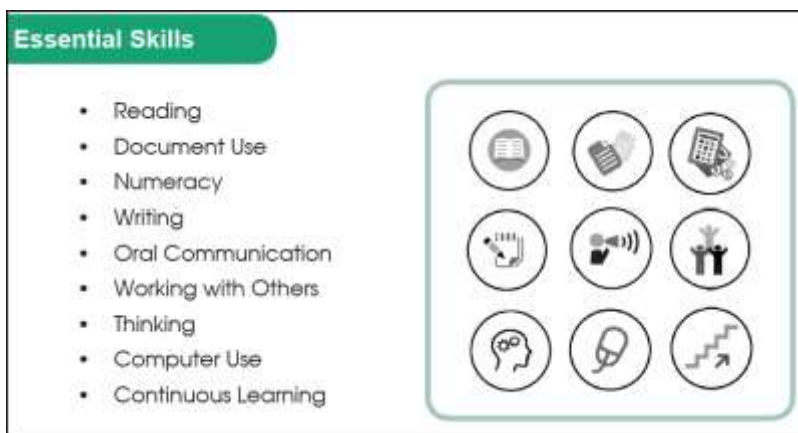 Essential Skills
• Reading
• Document Use
• Numeracy
• Writing
• Oral Communication
• Working with Others
• Thinking
• Computer Use
• Continuous Learning